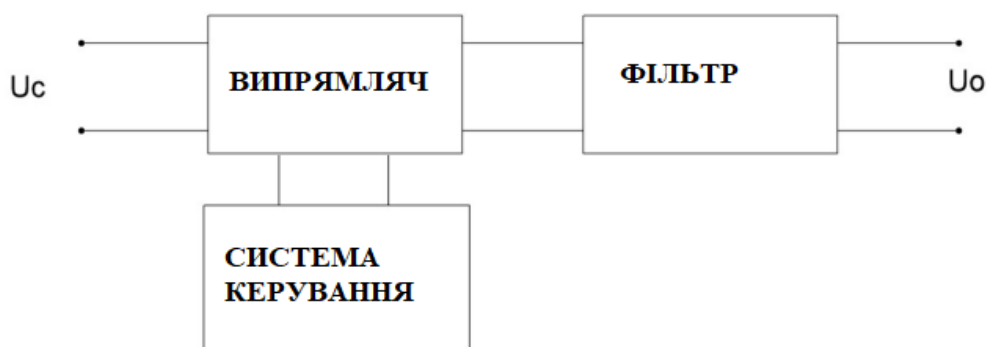 Uc
ВИПРЯМЛЯЧ
ФІЛЬТР
Uo
СИСТЕМА
КЕРУВАННЯ